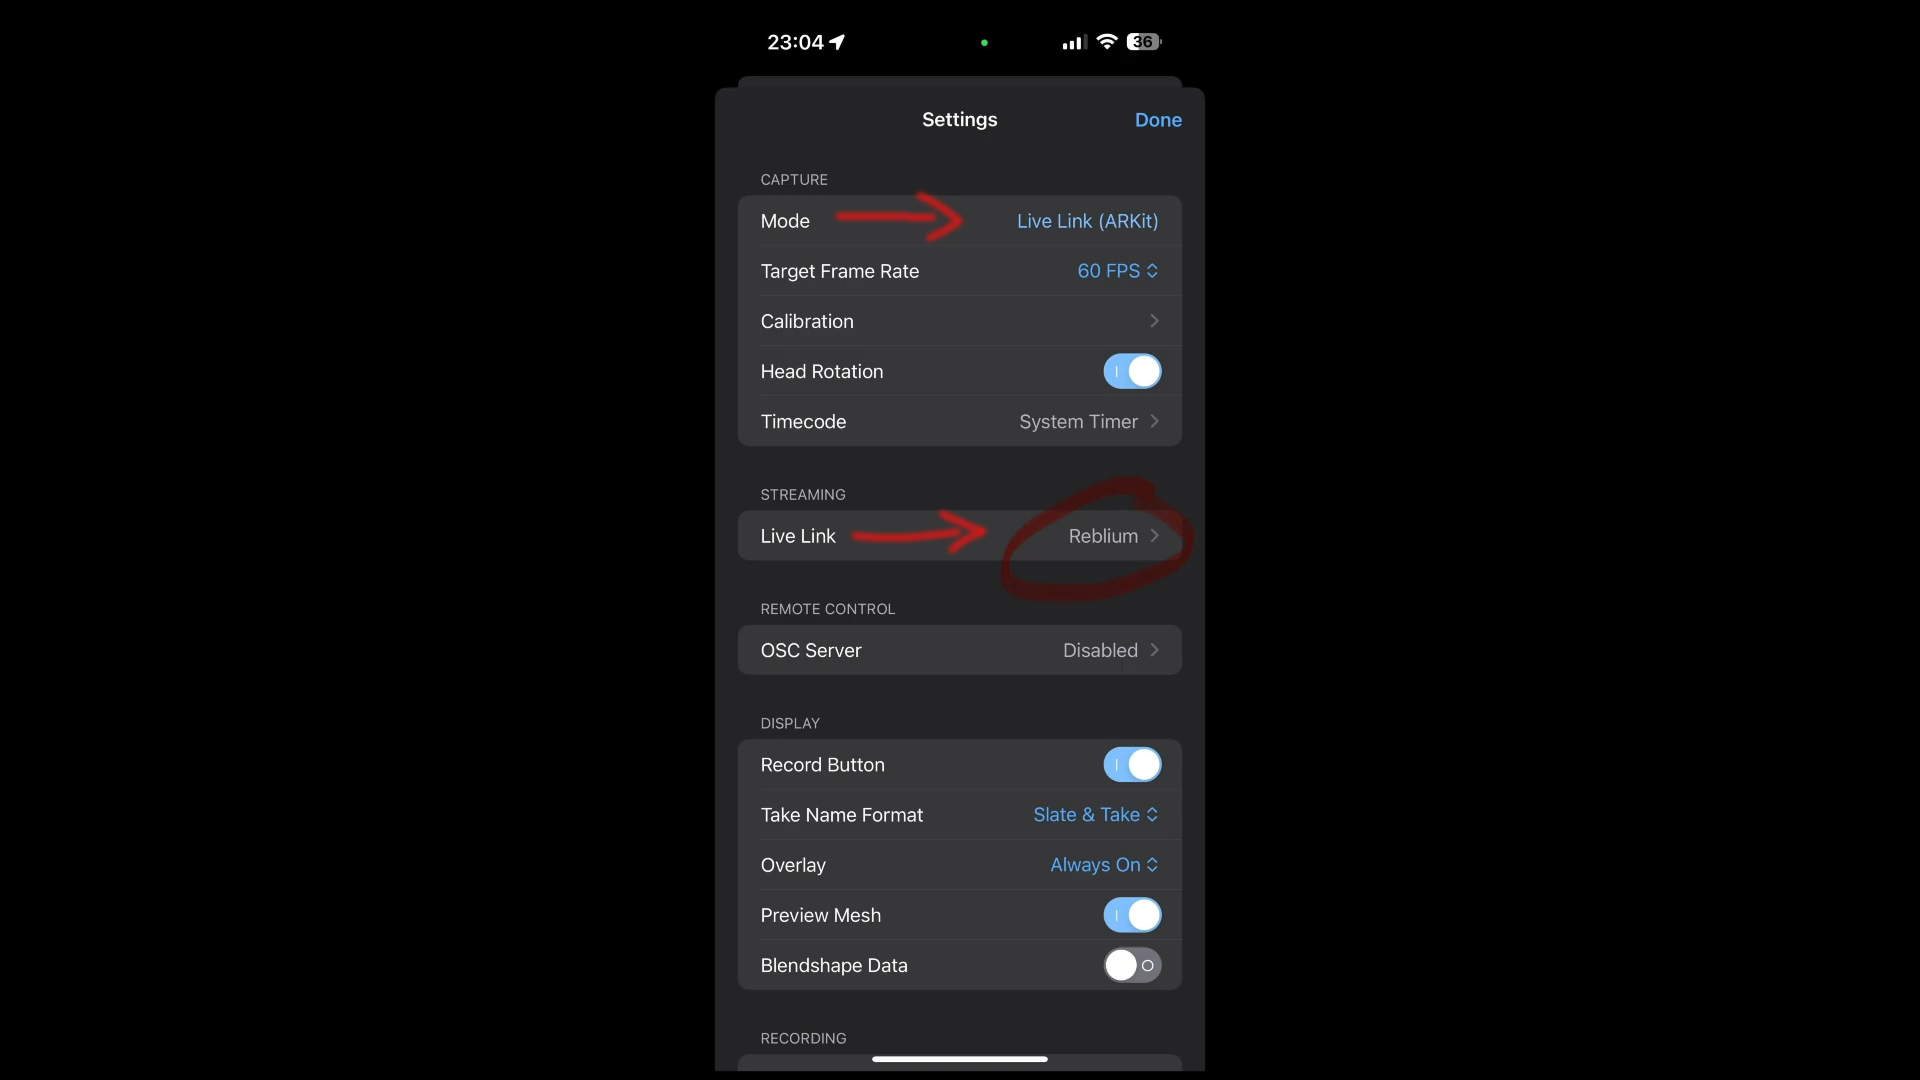 23:04
36
Settings
Done
CAPTURE
Mode Live Link (ARKit)
Target Frame Rate 60 FPS
Calibration
Head Rotation
Timecode System Timer
STREAMING
Live Link Reblium
REMOTE CONTROL
OSC Server Disabled
DISPLAY
Record Button
Take Name Format Slate & Take
Overlay Always On
Preview Mesh
Blendshape Data
RECORDING